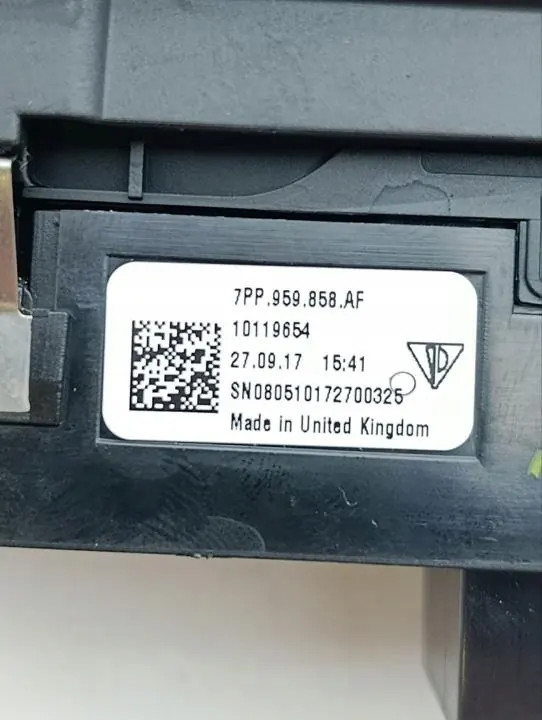 7PP.959.858.AF
10119654
27.09.17 15:41
SN080510172700325
Made in United Kingdom